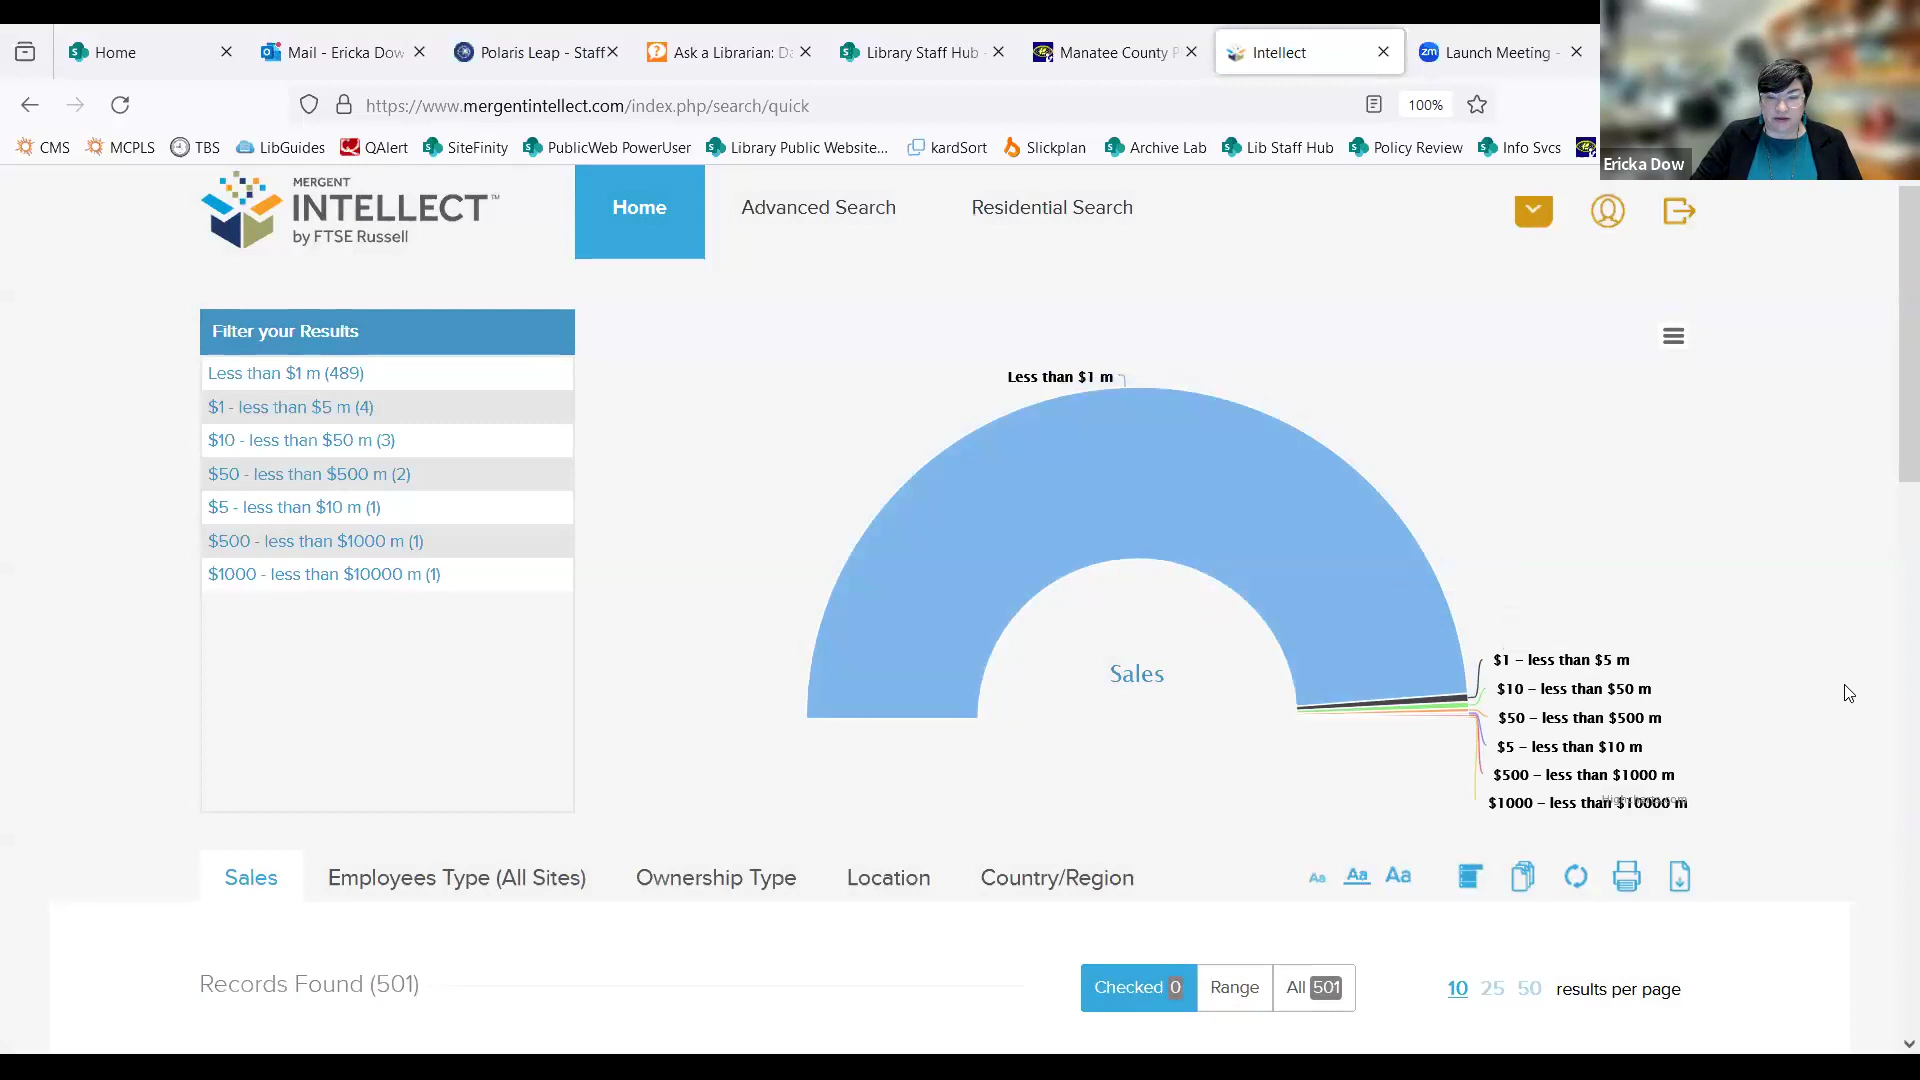 Home
Mail - Ericka Dow
Polaris Leap - Staff
Ask a Librarian: Da
Library Staff Hub -
Manatee County P
Intellect
zm
Launch Meeting -
https://www.mergentintellect.com/index.php/search/quick
100%
CMS
MCPLS
TBS
LibGuides
QAlert
SiteFinity
PublicWeb PowerUser
Library Public Website...
kardSort
Slickplan
Archive Lab
Lib Staff Hub
Policy Review
Info Svcs
Ericka Dow
MERGENT
INTELLECT™
by FTSE Russell
Home
Advanced Search
Residential Search
Filter your Results
Less than $1 m (489)
$1 - less than $5 m (4)
$10 - less than $50 m (3)
$50 - less than $500 m (2)
$5 - less than $10 m (1)
$500 - less than $1000 m (1)
$1000 - less than $10000 m (1)
Less than $1 m
Sales
$1 – less than $5 m
$10 – less than $50 m
$50 – less than $500 m
$5 – less than $10 m
$500 – less than $1000 m
$1000 – less than $10000 m
Highcharts.com
Sales
Employees Type (All Sites)
Ownership Type
Location
Country/Region
Aa Aa Aa
Records Found (501)
Checked 0
Range
All 501
10 25 50 results per page